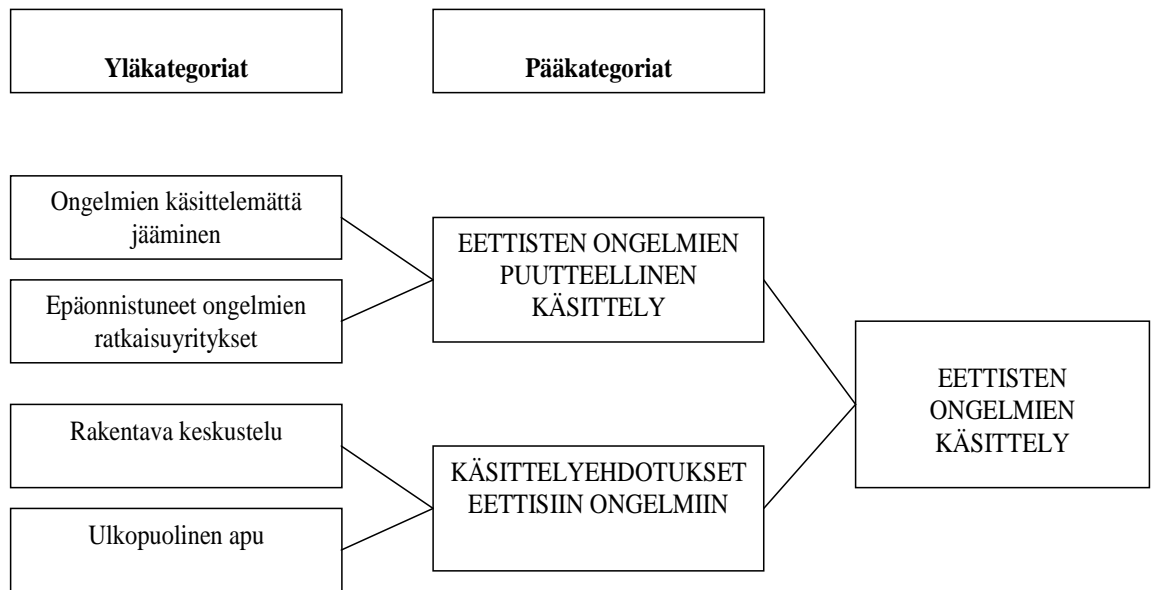 Yläkategoriat
Pääkategoriat
Ongelmien käsittelemättä
jääminen
Epäonnistuneet ongelmien
ratkaisuyritykset
Rakentava keskustelu
Ulkopuolinen apu
EETTISTEN ONGELMIEN
PUUTTEELLINEN
KÄSITTELY
KÄSITTELYEHDOTUKSET
EETTISIIN ONGELMIIN
EETTISTEN
ONGELMIEN
KÄSITTELY